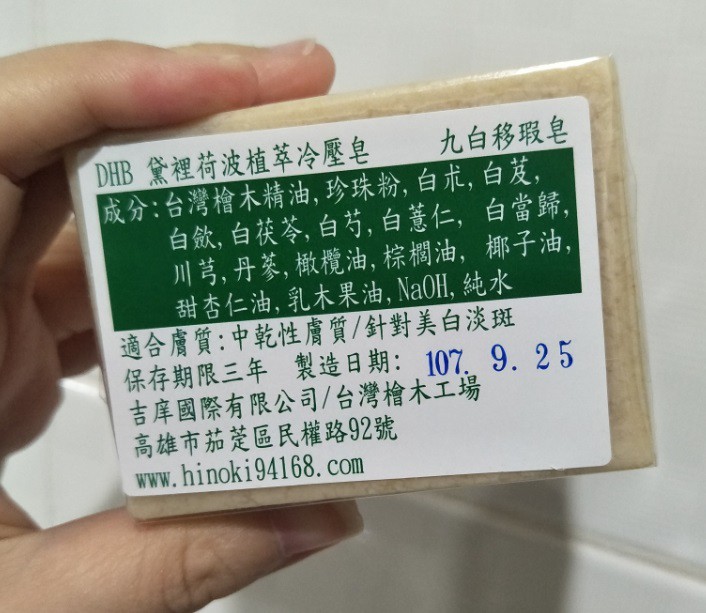 DHB 黛裡荷波植萃冷壓皂 九白移瑕皂
成分:台灣檜木精油,珍珠粉,白朮,白芨,
白歛,白茯苓,白芍,白薏仁, 白當歸,
川芎,丹蔘,橄欖油,棕櫚油, 椰子油,
甜杏仁油,乳木果油,NaOH,純水
適合膚質:中乾性膚質/針對美白淡斑
保存期限三年 製造日期: 107. 9. 25
吉庠國際有限公司/台灣檜木工場
高雄市茄萣區民權路92號
www.hinoki94168.com